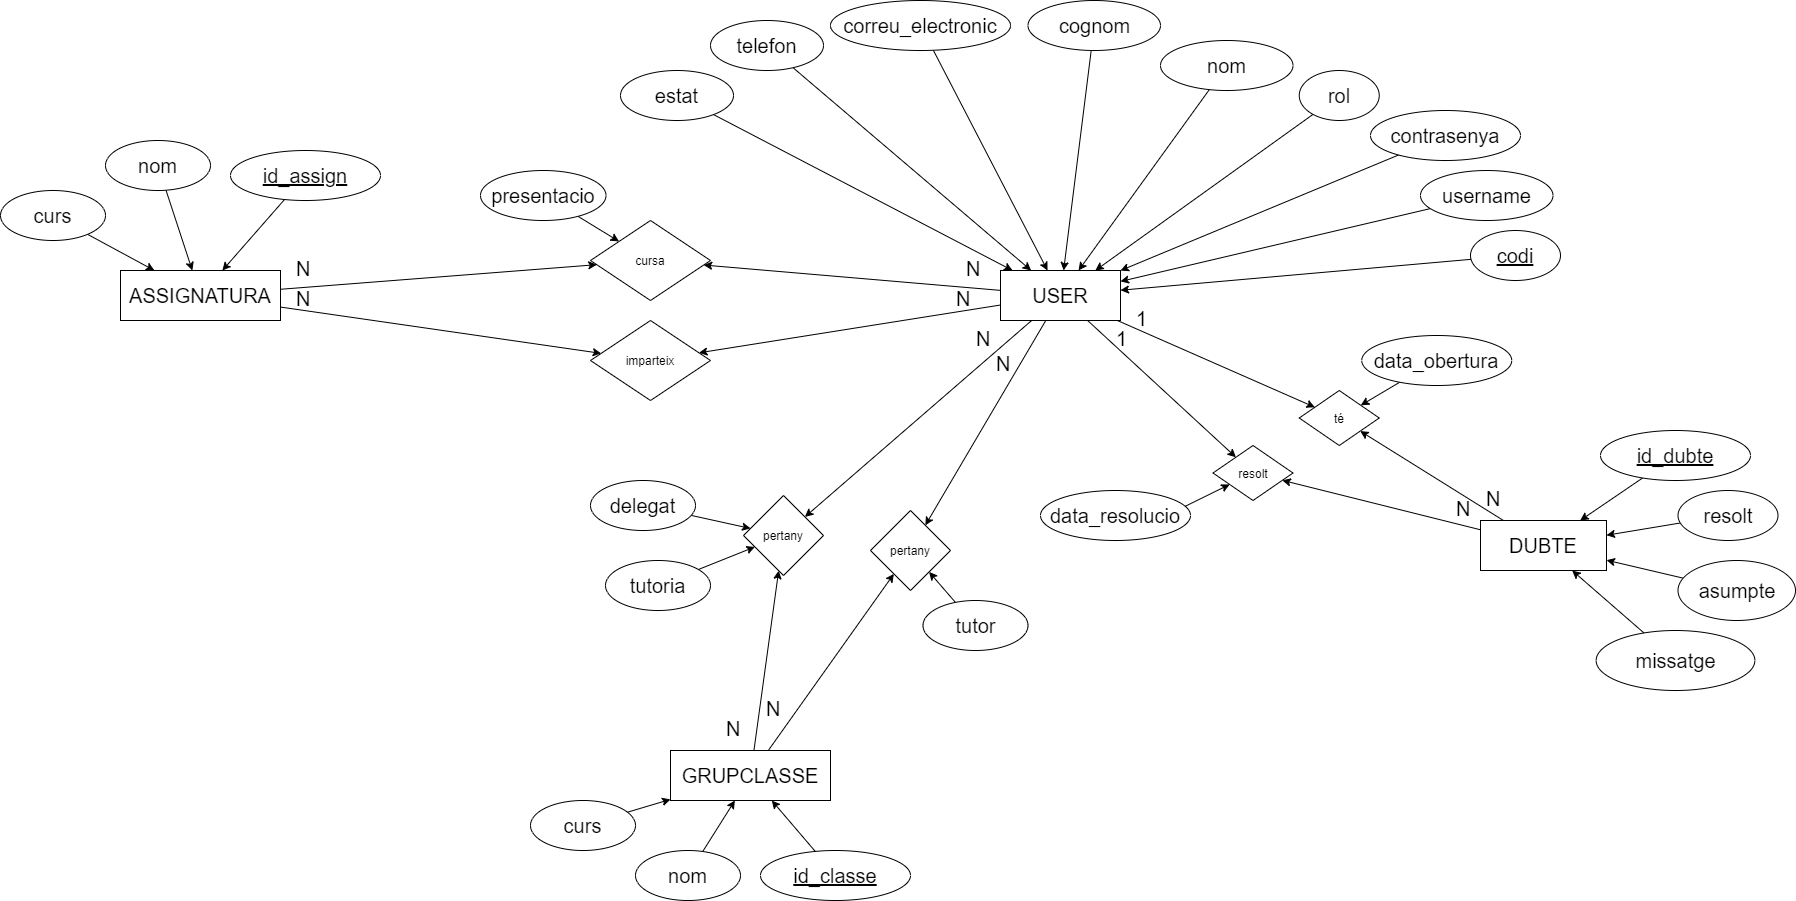 correu_electronic
cognom
telefon
nom
estat
rol
contrasenya
nom
id_assign
presentacio
username
curs
codi
cursa
N
N
ASSIGNATURA
USER
N
N
1
N
1
imparteix
N
data_obertura
té
id_dubte
resolt
delegat
N
N
data_resolucio
resolt
pertany
pertany
DUBTE
tutoria
asumpte
tutor
missatge
N
N
GRUPCLASSE
curs
nom
id_classe